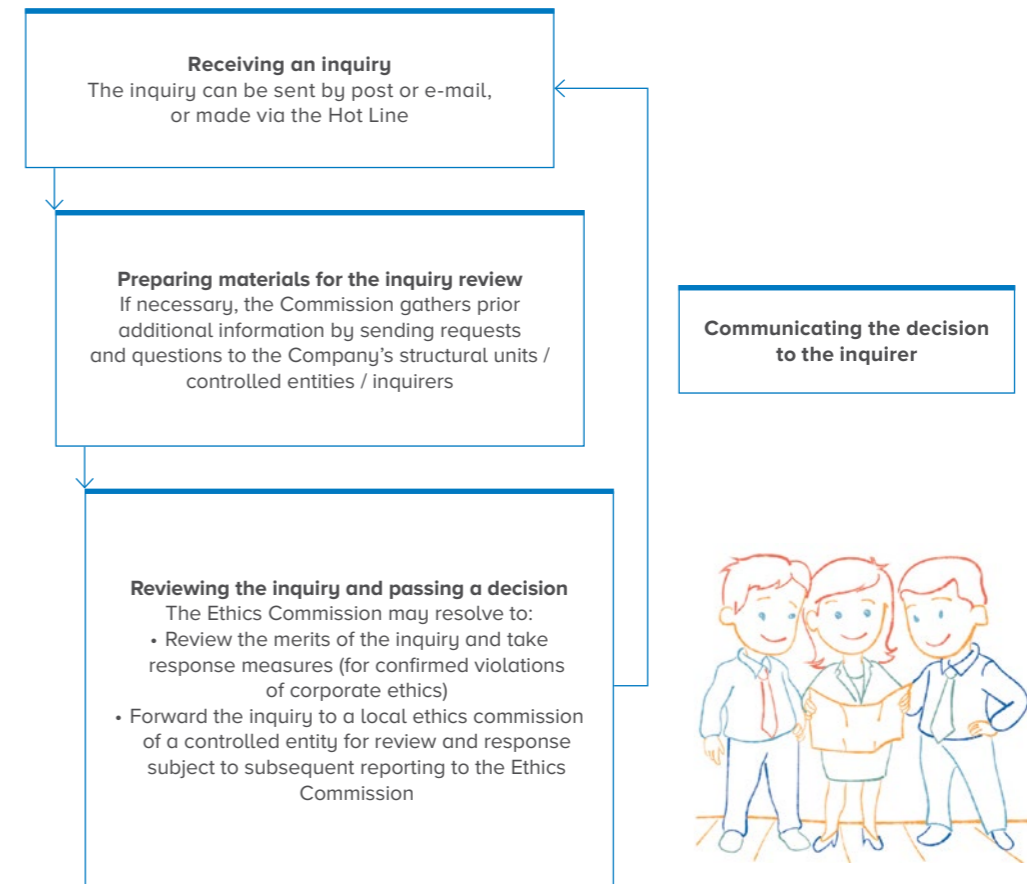 Receiving an inquiry
The inquiry can be sent by post or e-mail,
or made via the Hot Line
Preparing materials for the inquiry review
If necessary, the Commission gathers prior
additional information by sending requests
and questions to the Company’s structural units /
controlled entities / inquirers
Communicating the decision
to the inquirer
Reviewing the inquiry and passing a decision
The Ethics Commission may resolve to:
• Review the merits of the inquiry and take
response measures (for confirmed violations
of corporate ethics)
• Forward the inquiry to a local ethics commission
of a controlled entity for review and response
subject to subsequent reporting to the Ethics
Commission